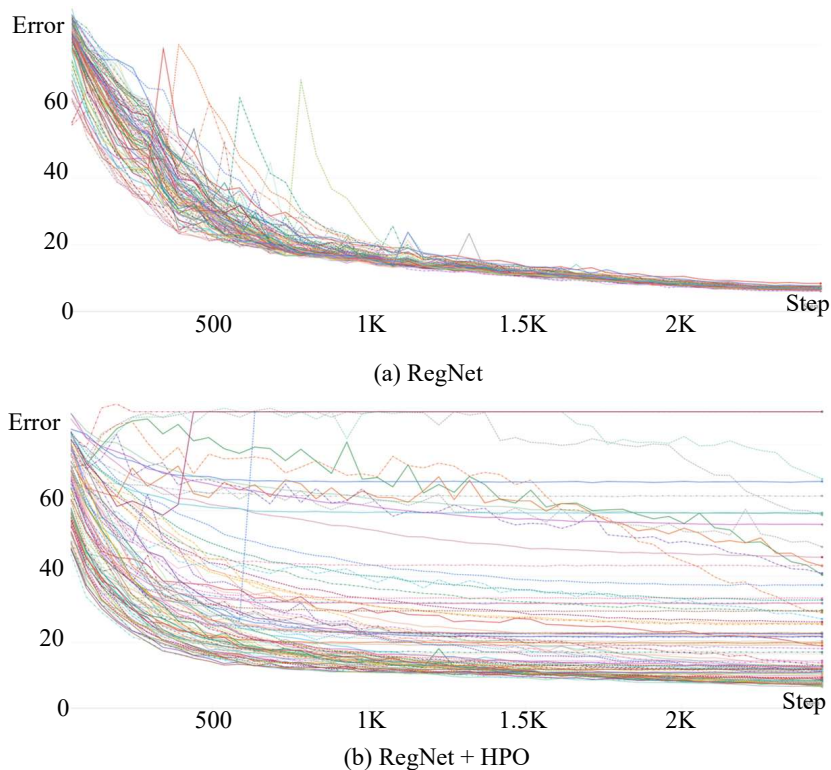 Error
60
40
20
0
500 1K 1.5K 2K
Step
(a) RegNet
Error
60
40
20
0
500 1K 1.5K 2K
Step
(b) RegNet + HPO